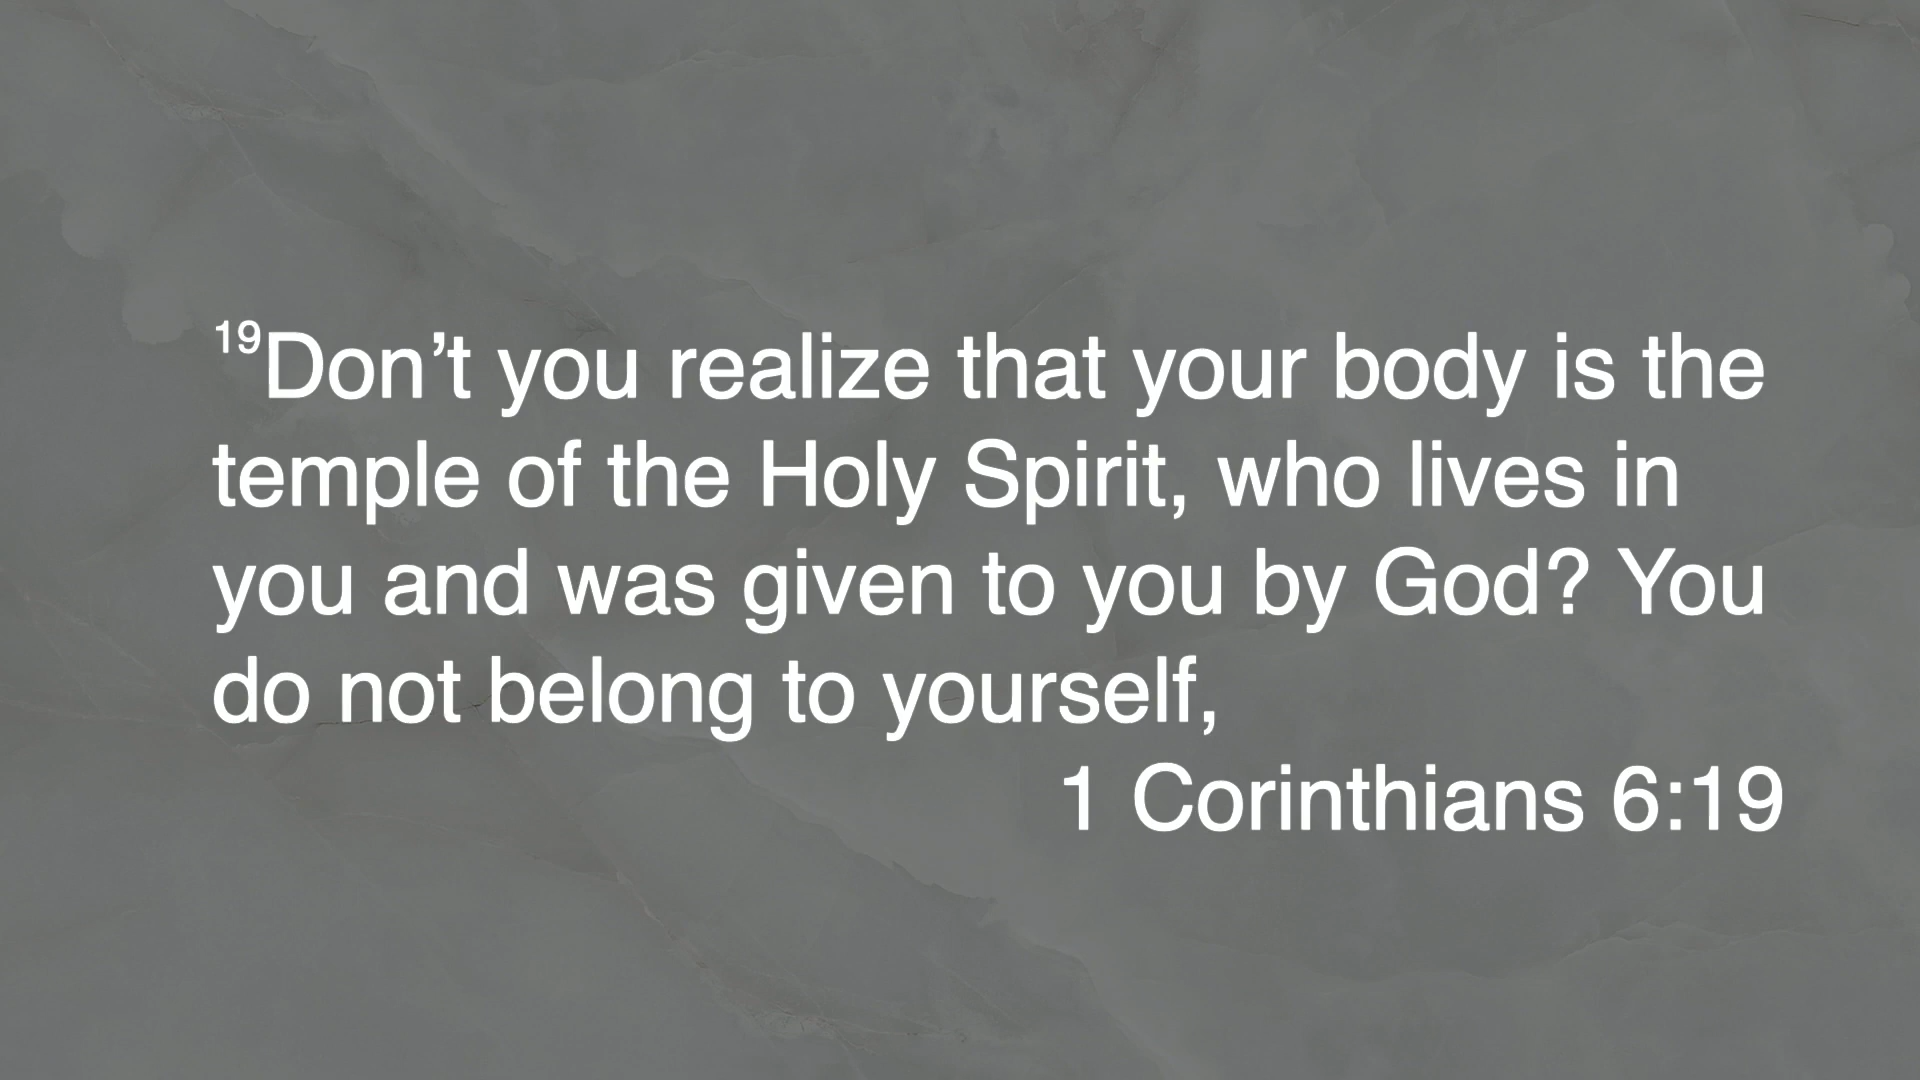 19Don’t you realize that your body is the
temple of the Holy Spirit, who lives in
you and was given to you by God? You
do not belong to yourself,
1 Corinthians 6:19